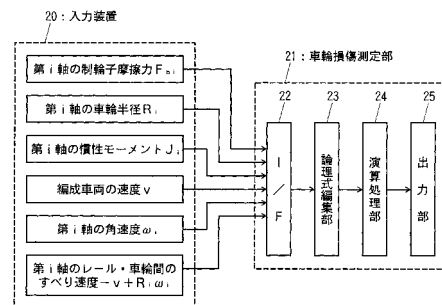 20：入力装置
第ｉ軸の制輪子摩擦力Ｆbi
第ｉ軸の車輪半径Ｒi
第ｉ軸の慣性モーメントＪi
編成車両の速度ｖ
第ｉ軸の角速度ωi
第ｉ軸のレール・車輪間の
すべり速度−ｖ＋Ｒiωi
21：車輪損傷測定部
22
23
24
25
Ｉ／Ｆ
論理式編集部
演算処理部
出力部